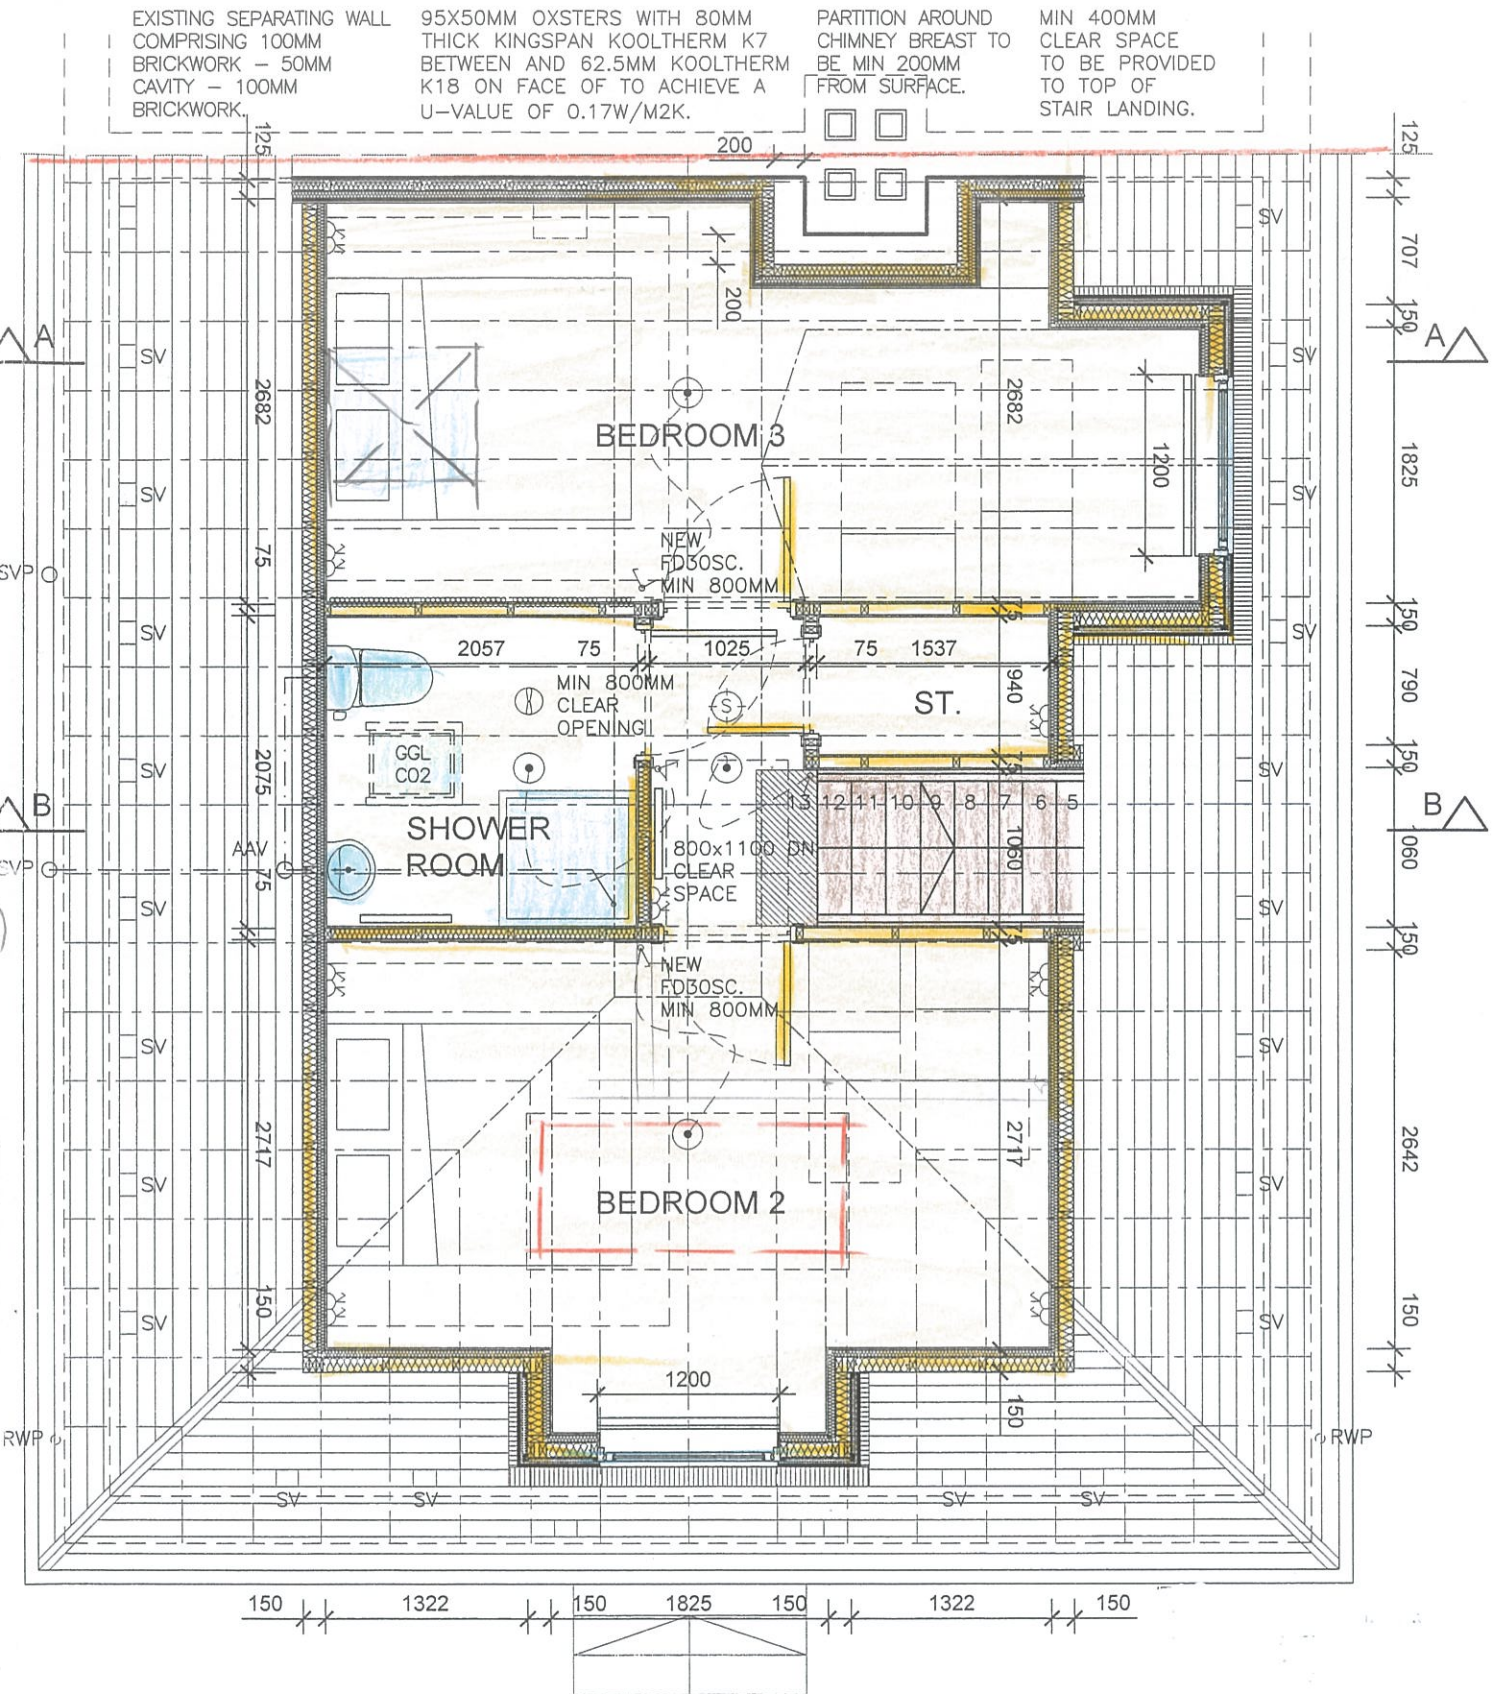 EXISTING SEPARATING WALL
COMPRISING 100MM
BRICKWORK – 50MM
CAVITY – 100MM
BRICKWORK.
95X50MM OXSTERS WITH 80MM
THICK KINGSPAN KOOLTHERM K7
BETWEEN AND 62.5MM KOOLTHERM
K18 ON FACE OF TO ACHIEVE A
U–VALUE OF 0.17W/M2K.
PARTITION AROUND
CHIMNEY BREAST TO
BE MIN 200MM
FROM SURFACE.
MIN 400MM
CLEAR SPACE
TO BE PROVIDED
TO TOP OF
STAIR LANDING.
125
200
125
SV
707
200
150
A
SV
SV
A
2682
2682
BEDROOM 3
1200
1825
SV
SV
NEW
FD30SC.
MIN 800MM
75
SVP
75
150
SV
SV
2057
75
1025
75
1537
MIN 800MM
CLEAR
OPENING
S
ST.
940
790
GGL
CO2
SV
2075
75
150
SV
B
13 12 11 10 9 8 7 6 5
B
SHOWER
ROOM
800x1100 DN
CLEAR
SPACE
1060
1060
AAV
SVP
75
SV
SV
75
150
NEW
FD30SC.
MIN 800MM
SV
SV
2717
2717
2642
BEDROOM 2
SV
SV
150
150
SV
SV
1200
150
RWP
RWP
SV
SV
SV
SV
150
1322
150
1825
150
1322
150